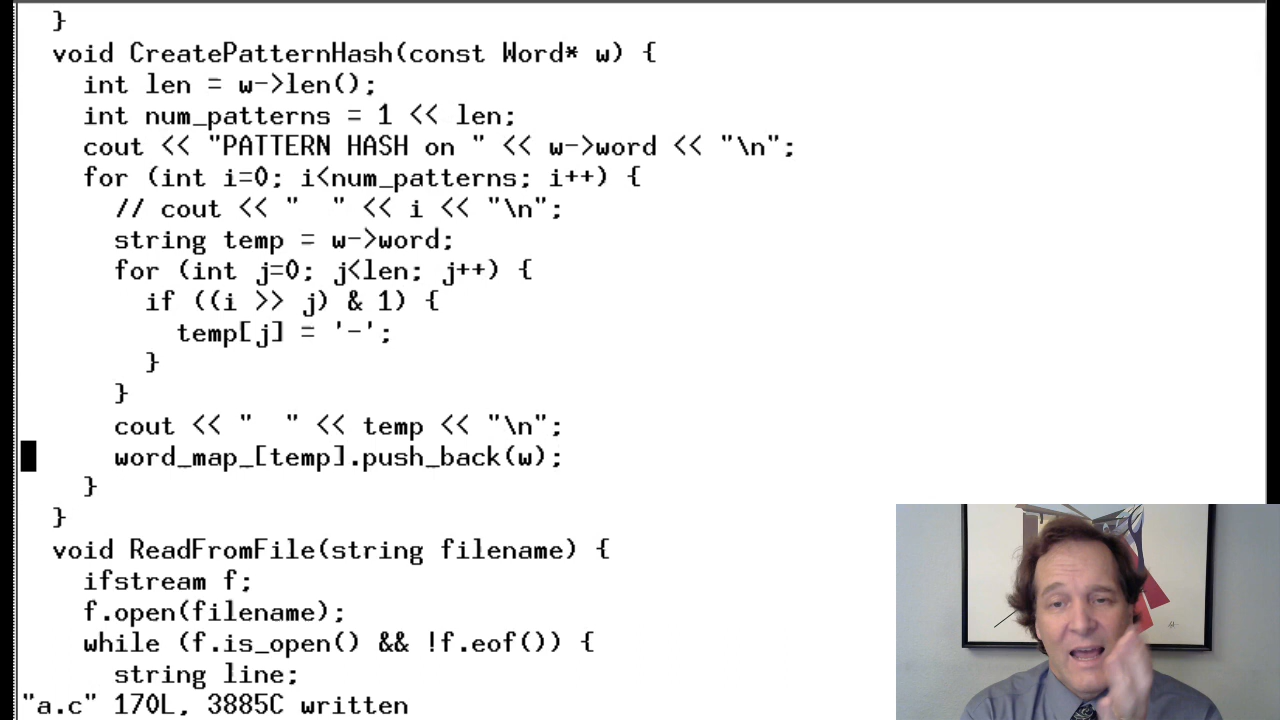 }
void CreatePatternHash(const Word* w) {
int len = w->len();
int num_patterns = 1 << len;
cout << "PATTERN HASH on " << w->word << "\n";
for (int i=0; i<num_patterns; i++) {
// cout << "  " << i << "\n";
string temp = w->word;
for (int j=0; j<len; j++) {
if ((i >> j) & 1) {
temp[j] = '-';
}
}
cout << "  " << temp << "\n";
word_map_[temp].push_back(w);
}
}
void ReadFromFile(string filename) {
ifstream f;
f.open(filename);
while (f.is_open() && !f.eof()) {
string line;
"a.c" 170L, 3885C written